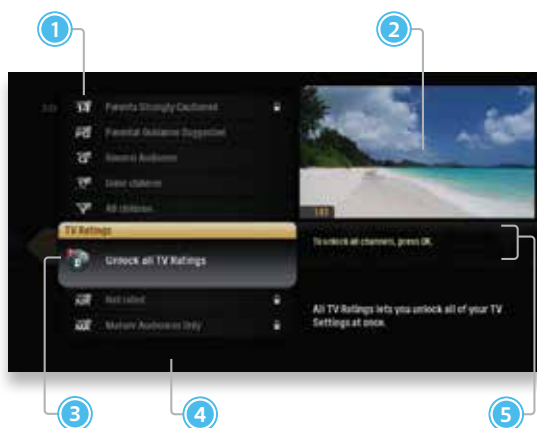 1
2
Parents Strongly Cautioned
Parental Guidance Suggested
General Audience
Older children
All children
TV Ratings
Unlock all TV Ratings
Not rated
Mature Audiences Only
To unlock all channels, press OK.
All TV Ratings lets you unlock all of your TV
Settings at once.
3
4
5